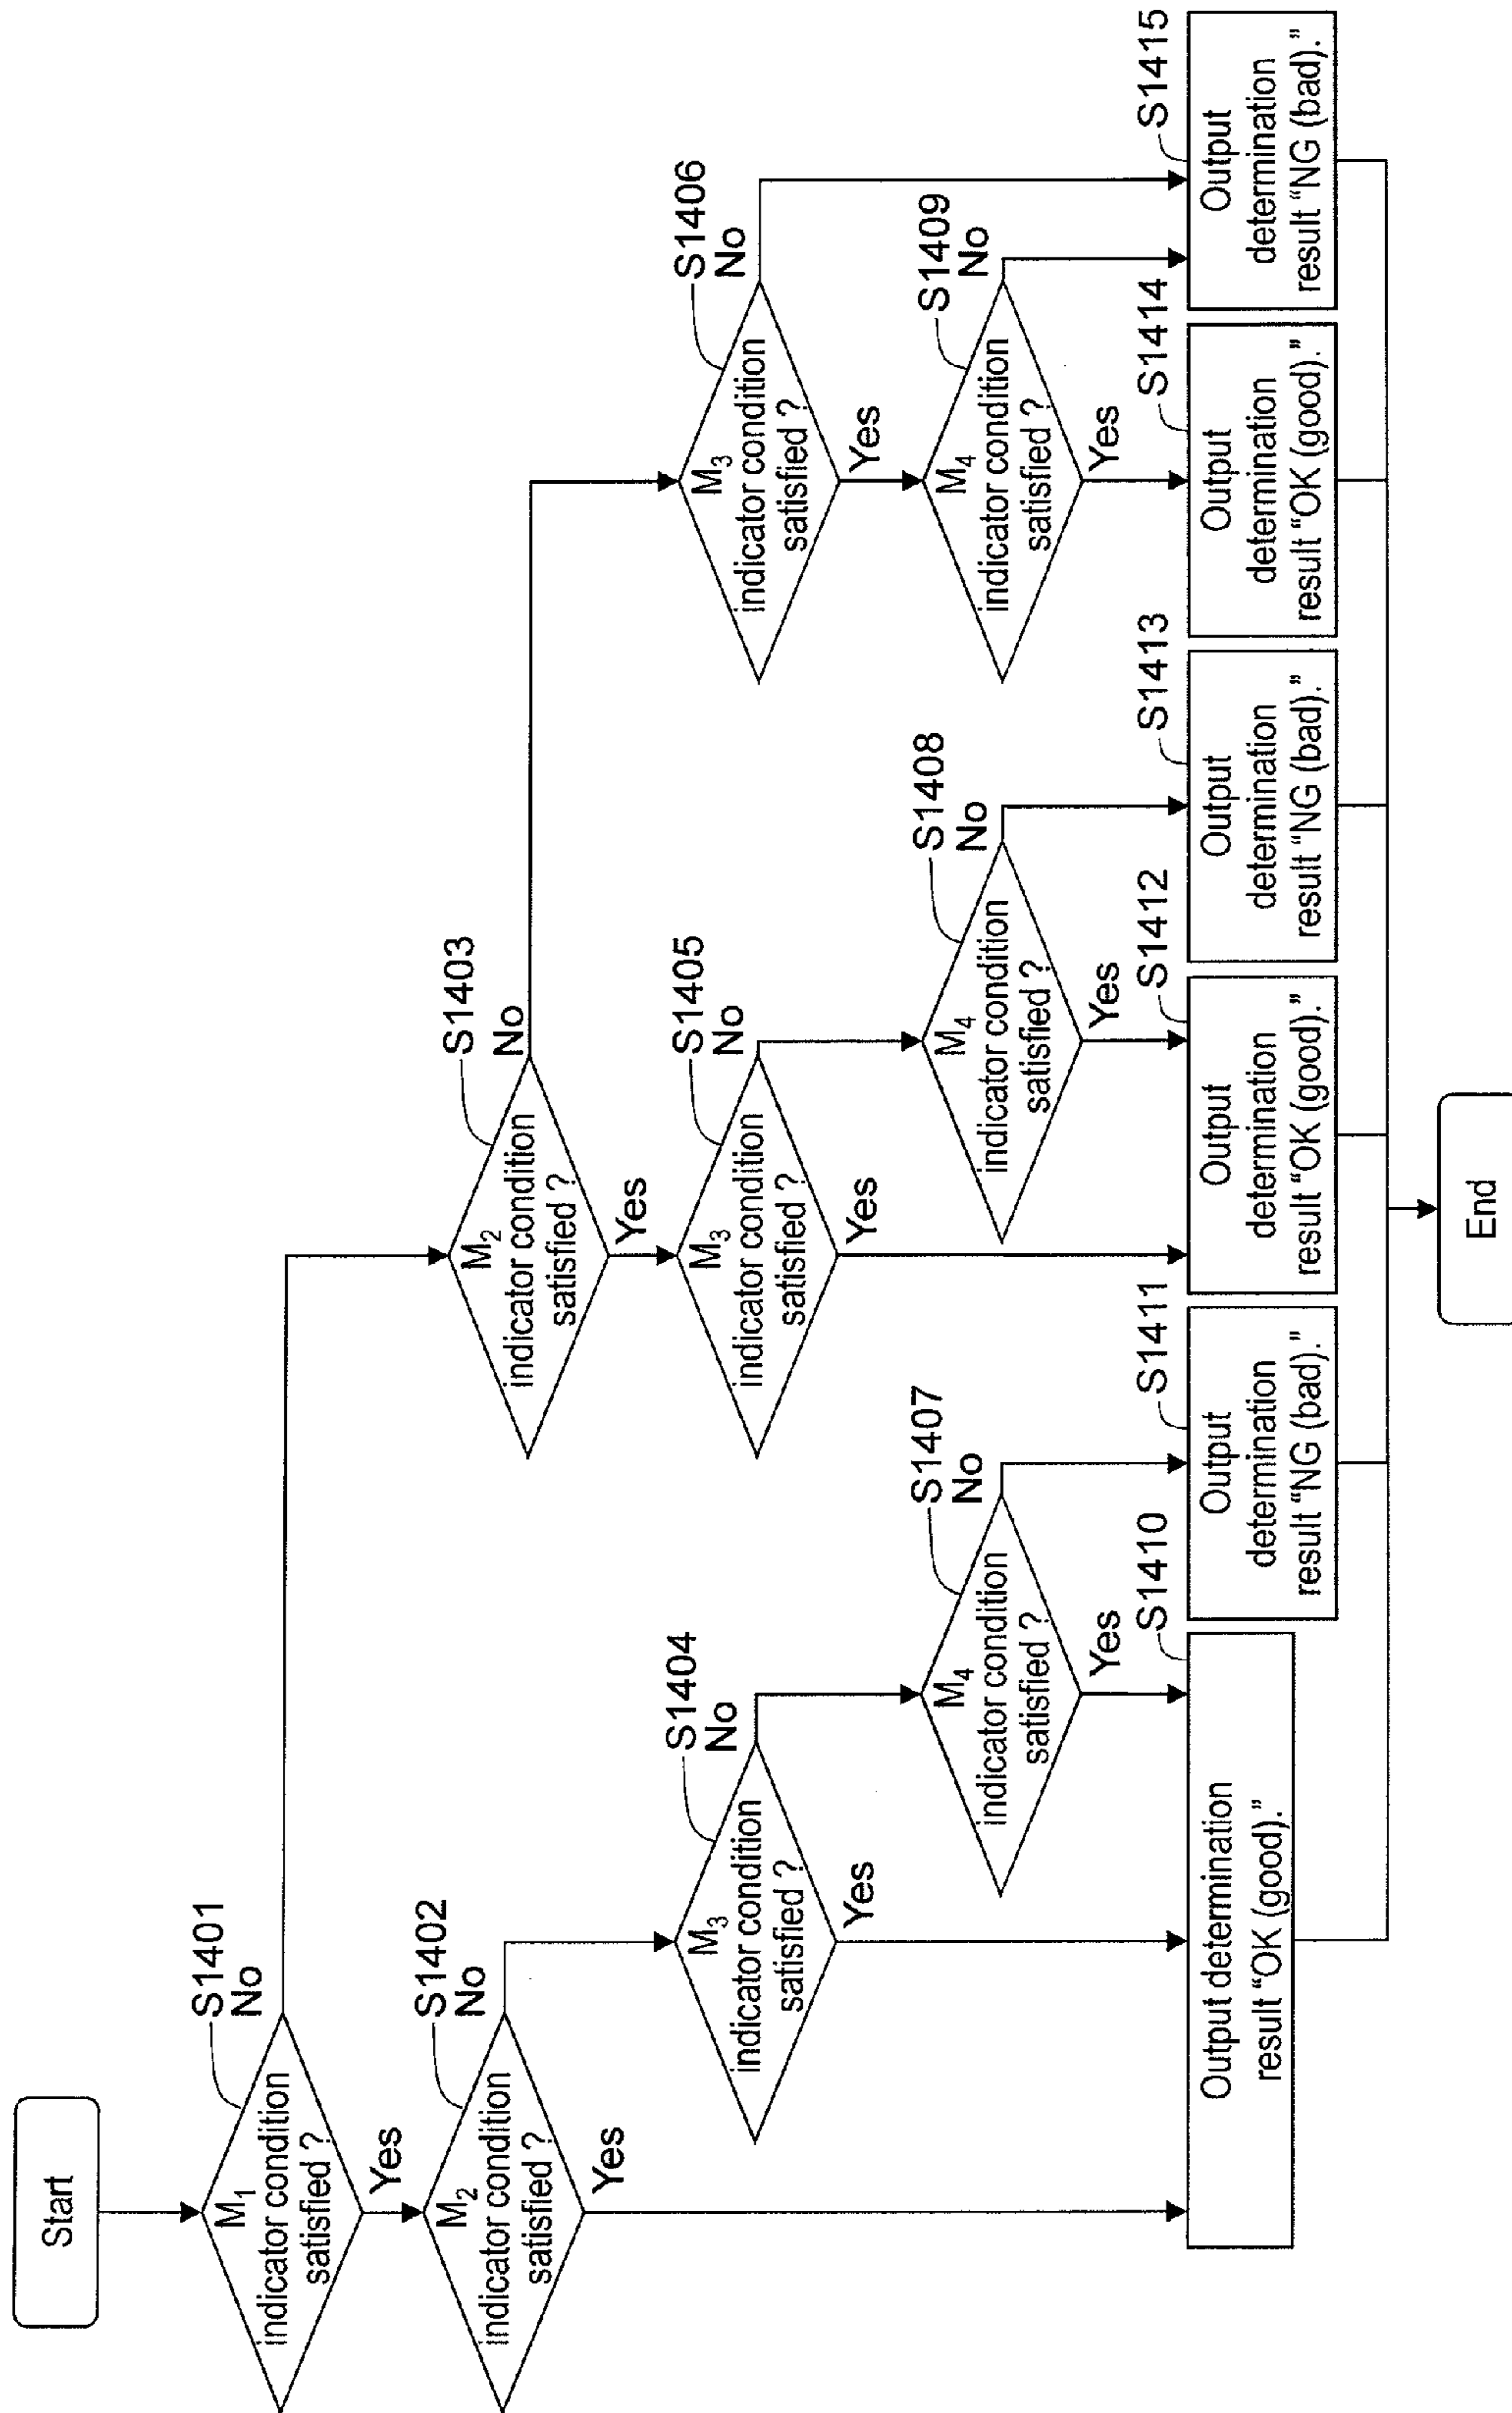 Start
S1401
M1
indicator condition
satisfied ?
No
Yes
S1402
M2
indicator condition
satisfied ?
No
Yes
S1403
M2
indicator condition
satisfied ?
No
Yes
S1404
M3
indicator condition
satisfied ?
No
Yes
S1405
M3
indicator condition
satisfied ?
No
Yes
S1406
M3
indicator condition
satisfied ?
No
Yes
S1407
M4
indicator condition
satisfied ?
No
Yes
S1408
M4
indicator condition
satisfied ?
No
Yes
S1409
M4
indicator condition
satisfied ?
No
Yes
S1410
Output determination
result “OK (good).”
S1411
Output
determination
result “NG (bad).”
S1412
Output
determination
result “OK (good).”
S1413
Output
determination
result “NG (bad).”
S1414
Output
determination
result “OK (good).”
S1415
Output
determination
result “NG (bad).”
End